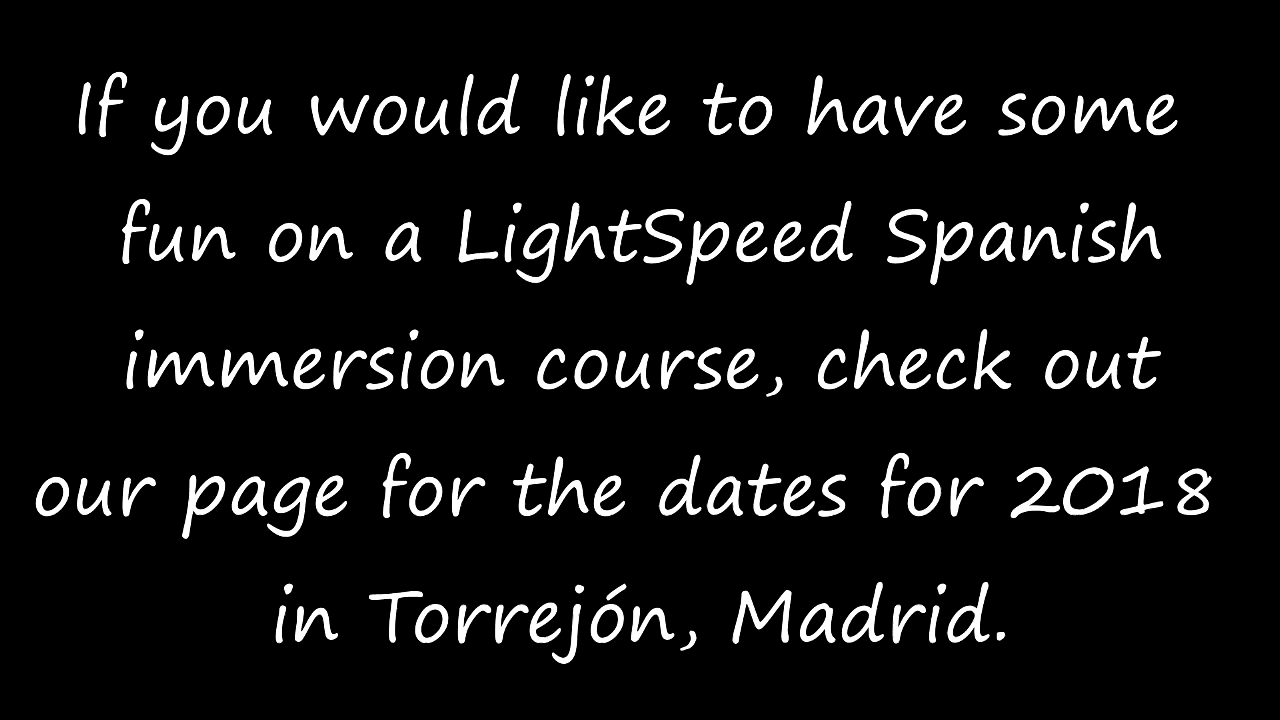 If you would like to have some
fun on a LightSpeed Spanish
immersion course, check out
our page for the dates for 2018
in Torrejón, Madrid.